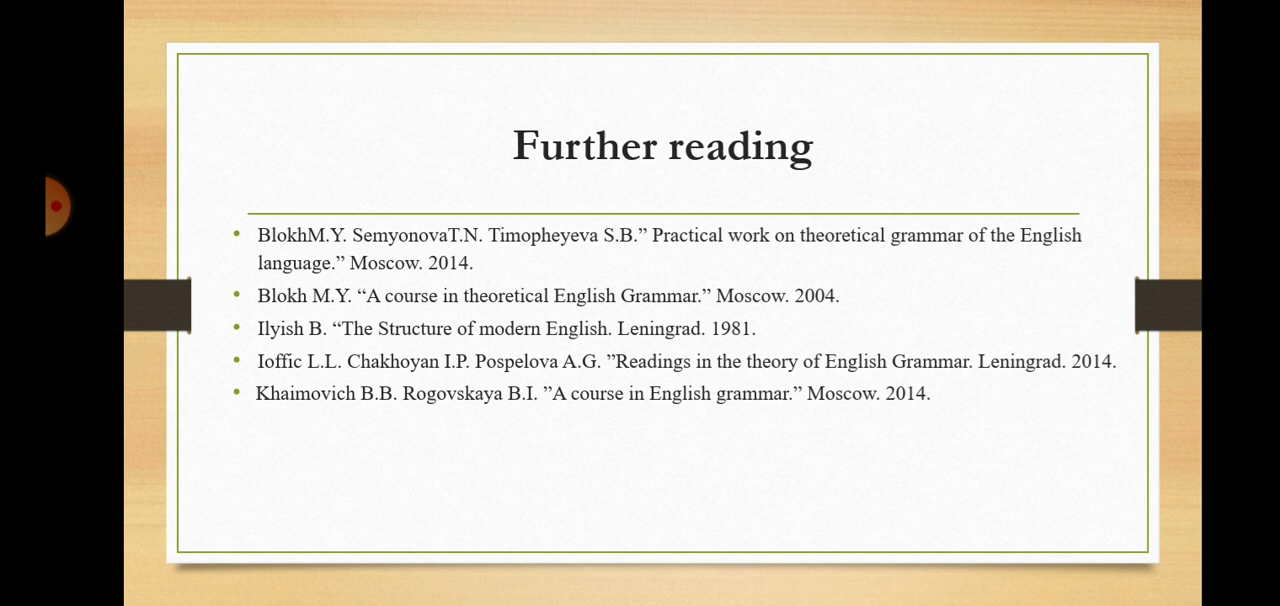 Further reading
• BlokhM.Y. SemyonovaT.N. Timopheyeva S.B.” Practical work on theoretical grammar of the English
language.” Moscow. 2014.
• Blokh M.Y. “A course in theoretical English Grammar.” Moscow. 2004.
• Ilyish B. “The Structure of modern English. Leningrad. 1981.
• Ioffic L.L. Chakhoyan I.P. Pospelova A.G. ”Readings in the theory of English Grammar. Leningrad. 2014.
• Khaimovich B.B. Rogovskaya B.I. ”A course in English grammar.” Moscow. 2014.